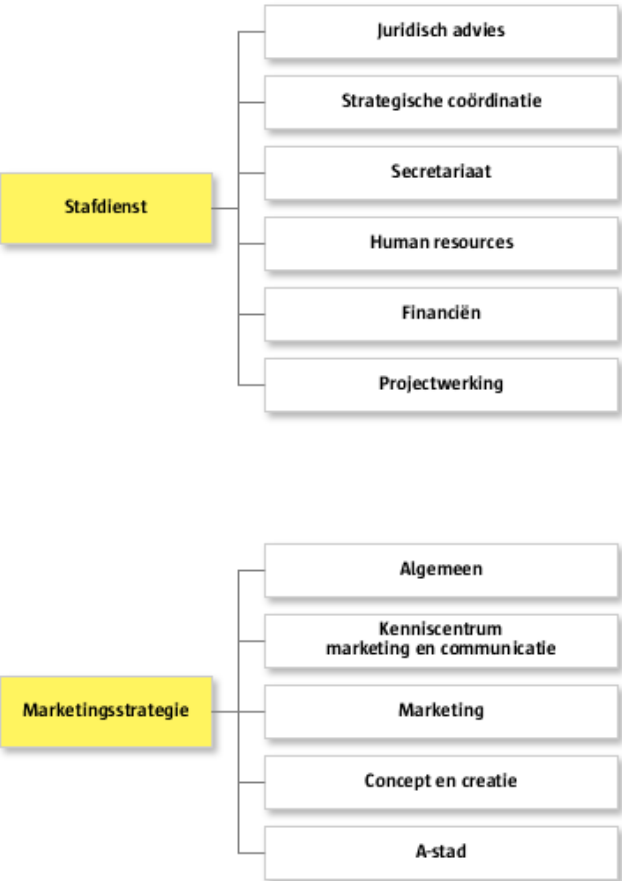 Juridisch advies
Strategische coördinatie
Secretariaat
Stafdienst
Human resources
Financiën
Projectwerking
Algemeen
Kenniscentrum
marketing en communicatie
Marketingsstrategie
Marketing
Concept en creatie
A-stad